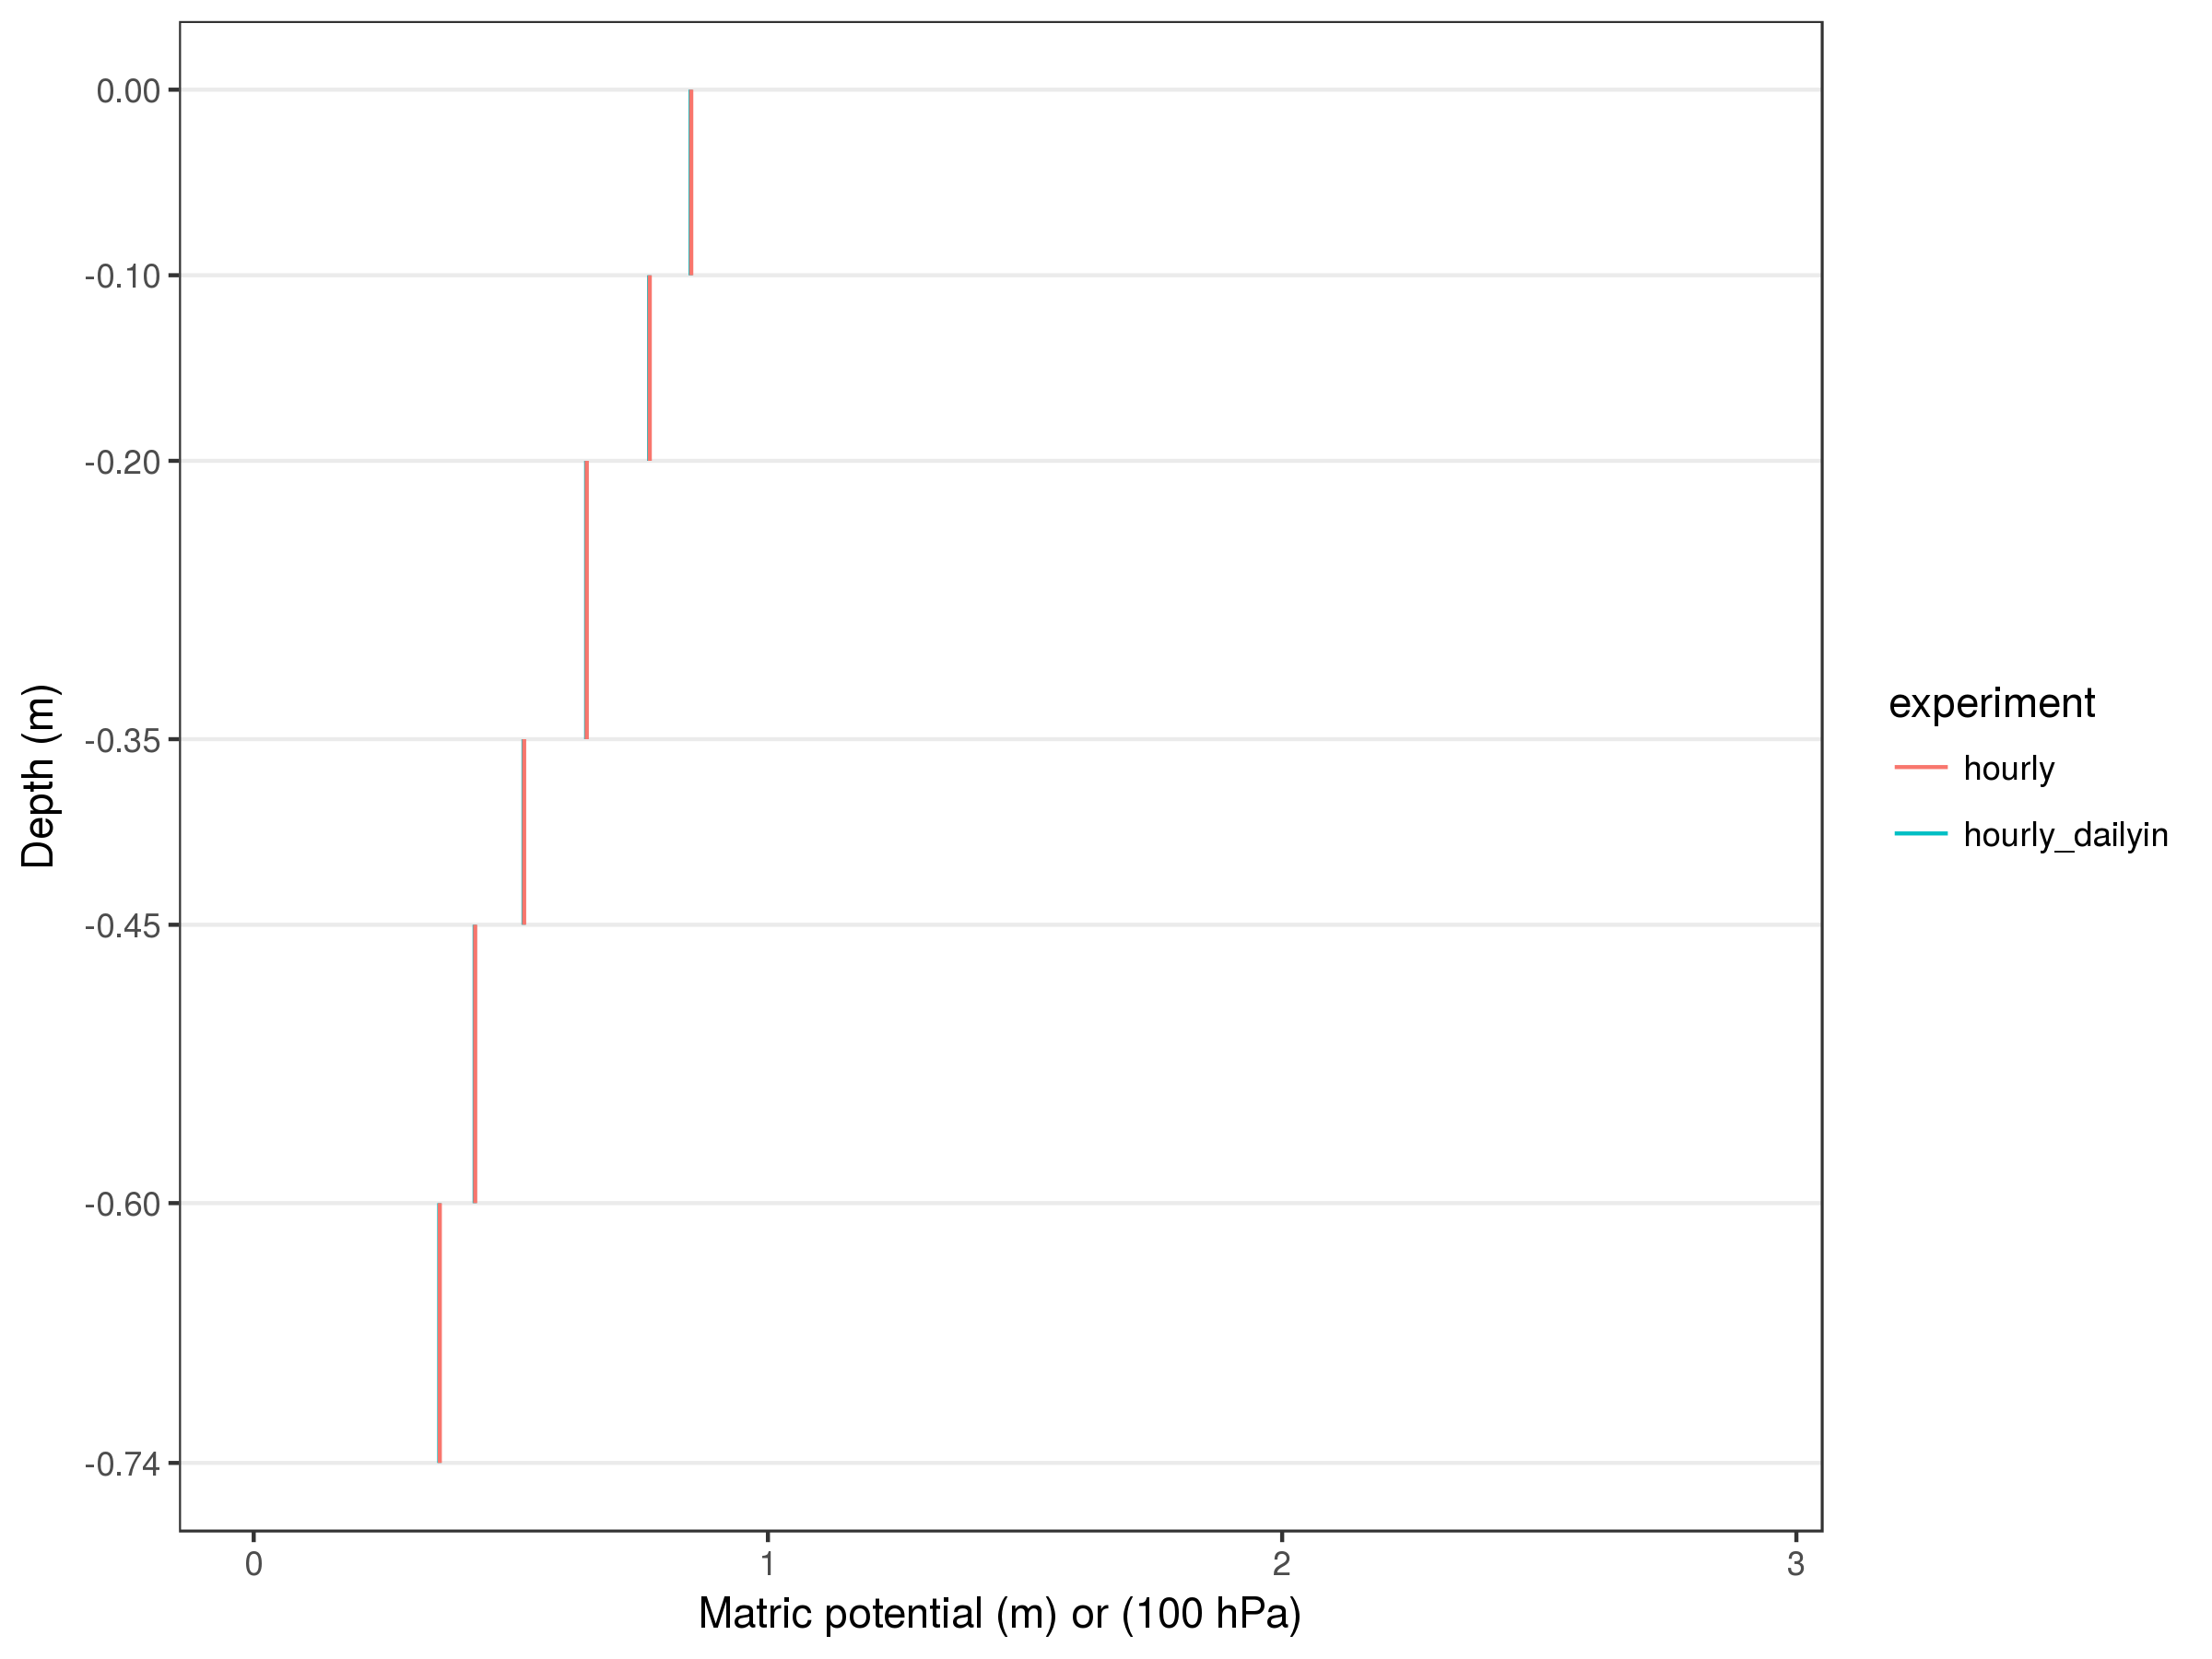 0.00
-0.10
-0.20
-0.35
-0.45
-0.60
-0.74
Depth (m)
0 1 2 3
Matric potential (m) or (100 hPa)
experiment
hourly
hourly_dailyin